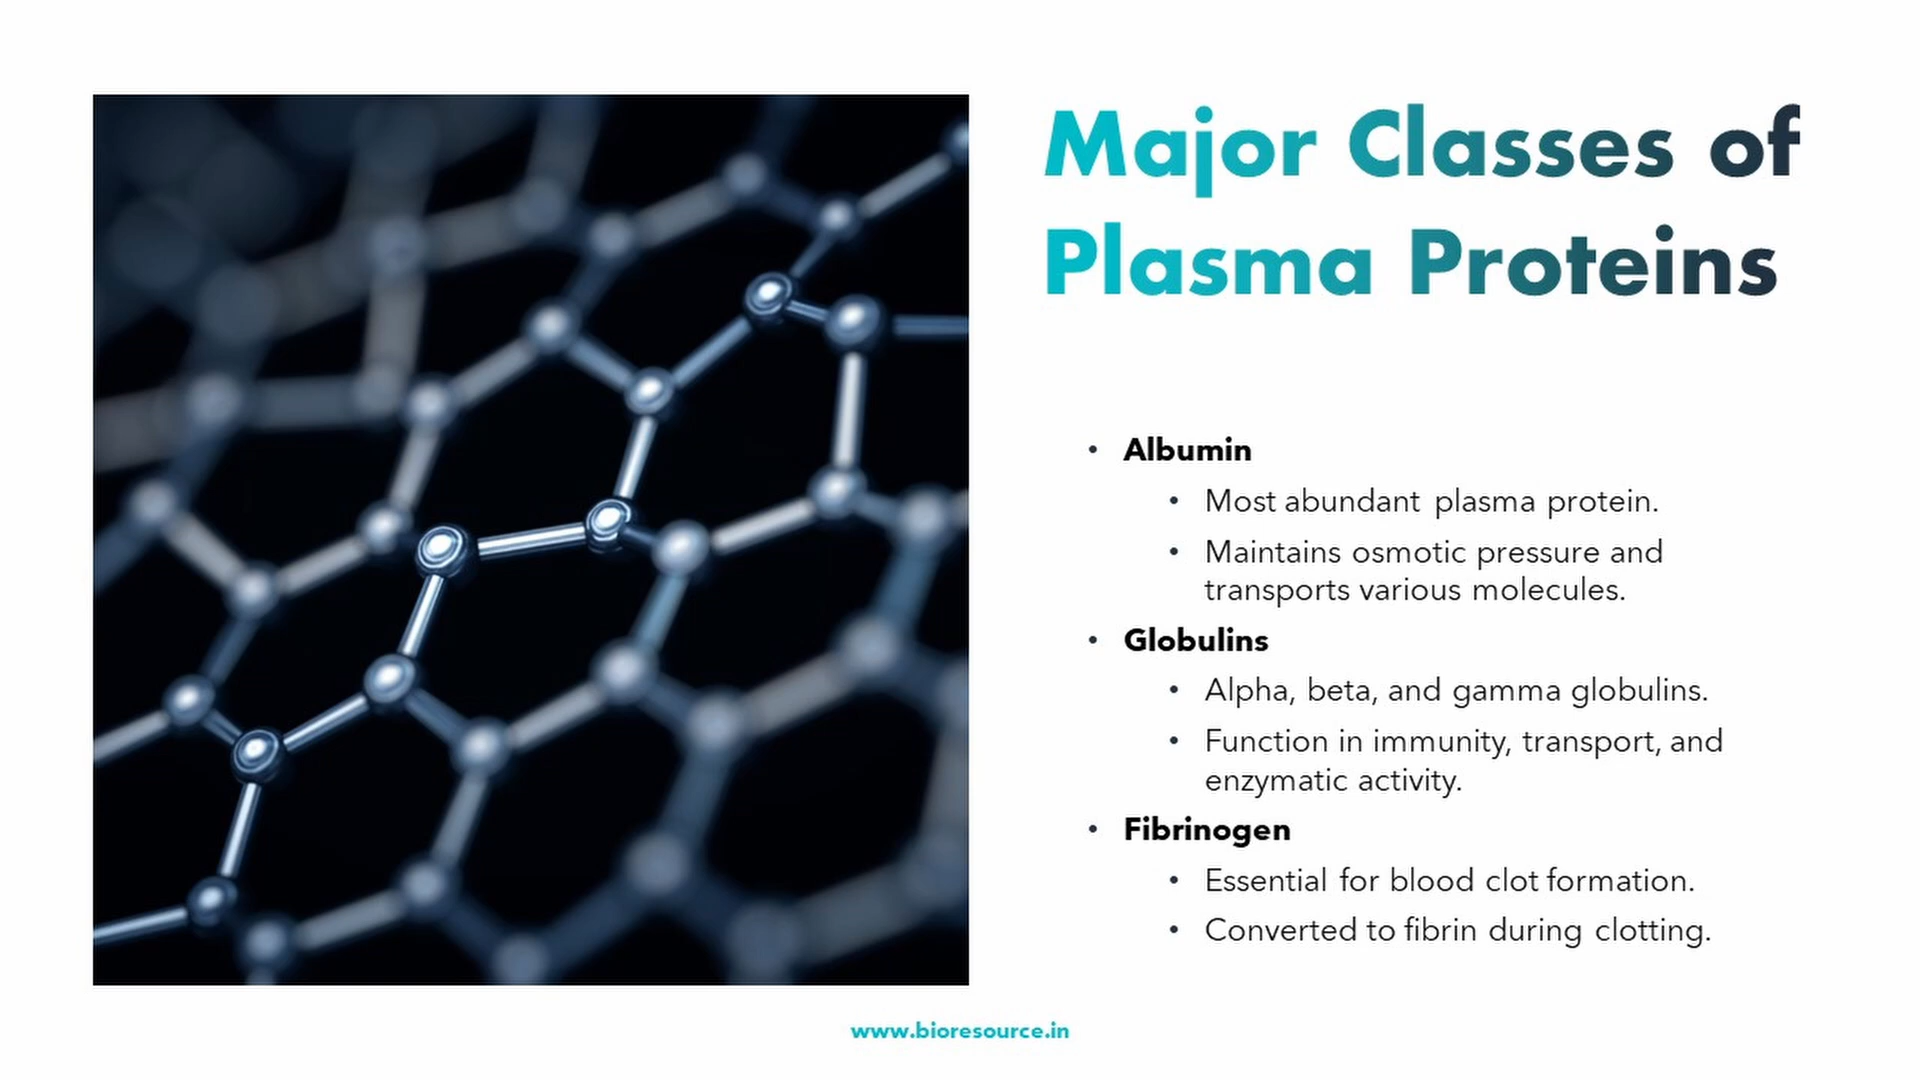 Major Classes of
Plasma Proteins
• Albumin
• Most abundant plasma protein.
• Maintains osmotic pressure and
transports various molecules.
• Globulins
• Alpha, beta, and gamma globulins.
• Function in immunity, transport, and
enzymatic activity.
• Fibrinogen
• Essential for blood clot formation.
• Converted to fibrin during clotting.
www.bioresource.in